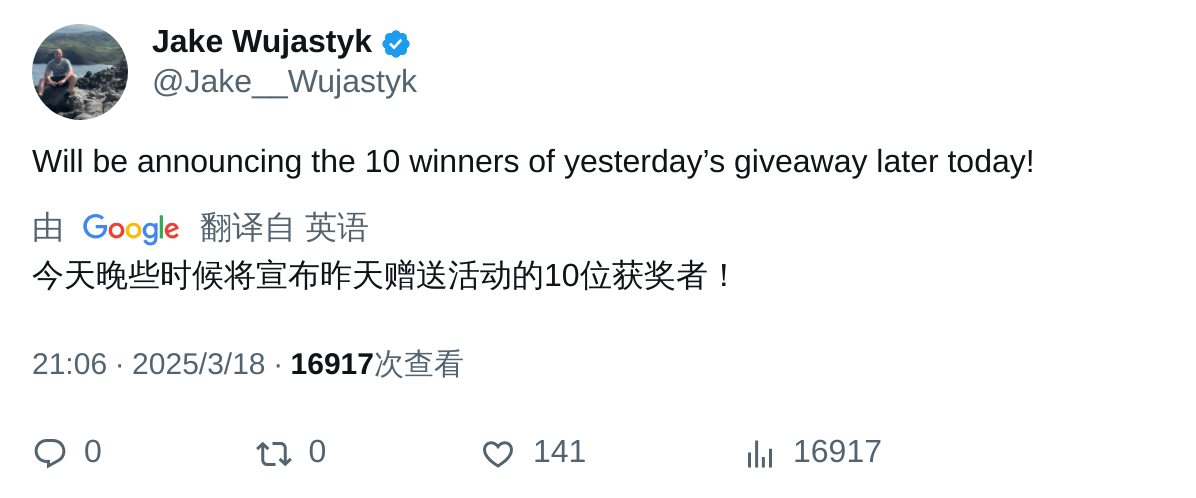 Jake Wujastyk
@Jake__Wujastyk
Will be announcing the 10 winners of yesterday’s giveaway later today!
由 Google 翻译自 英语
今天晚些时候将宣布昨天赠送活动的10位获奖者！
21:06 · 2025/3/18 · 16917次查看
0 0 141 16917